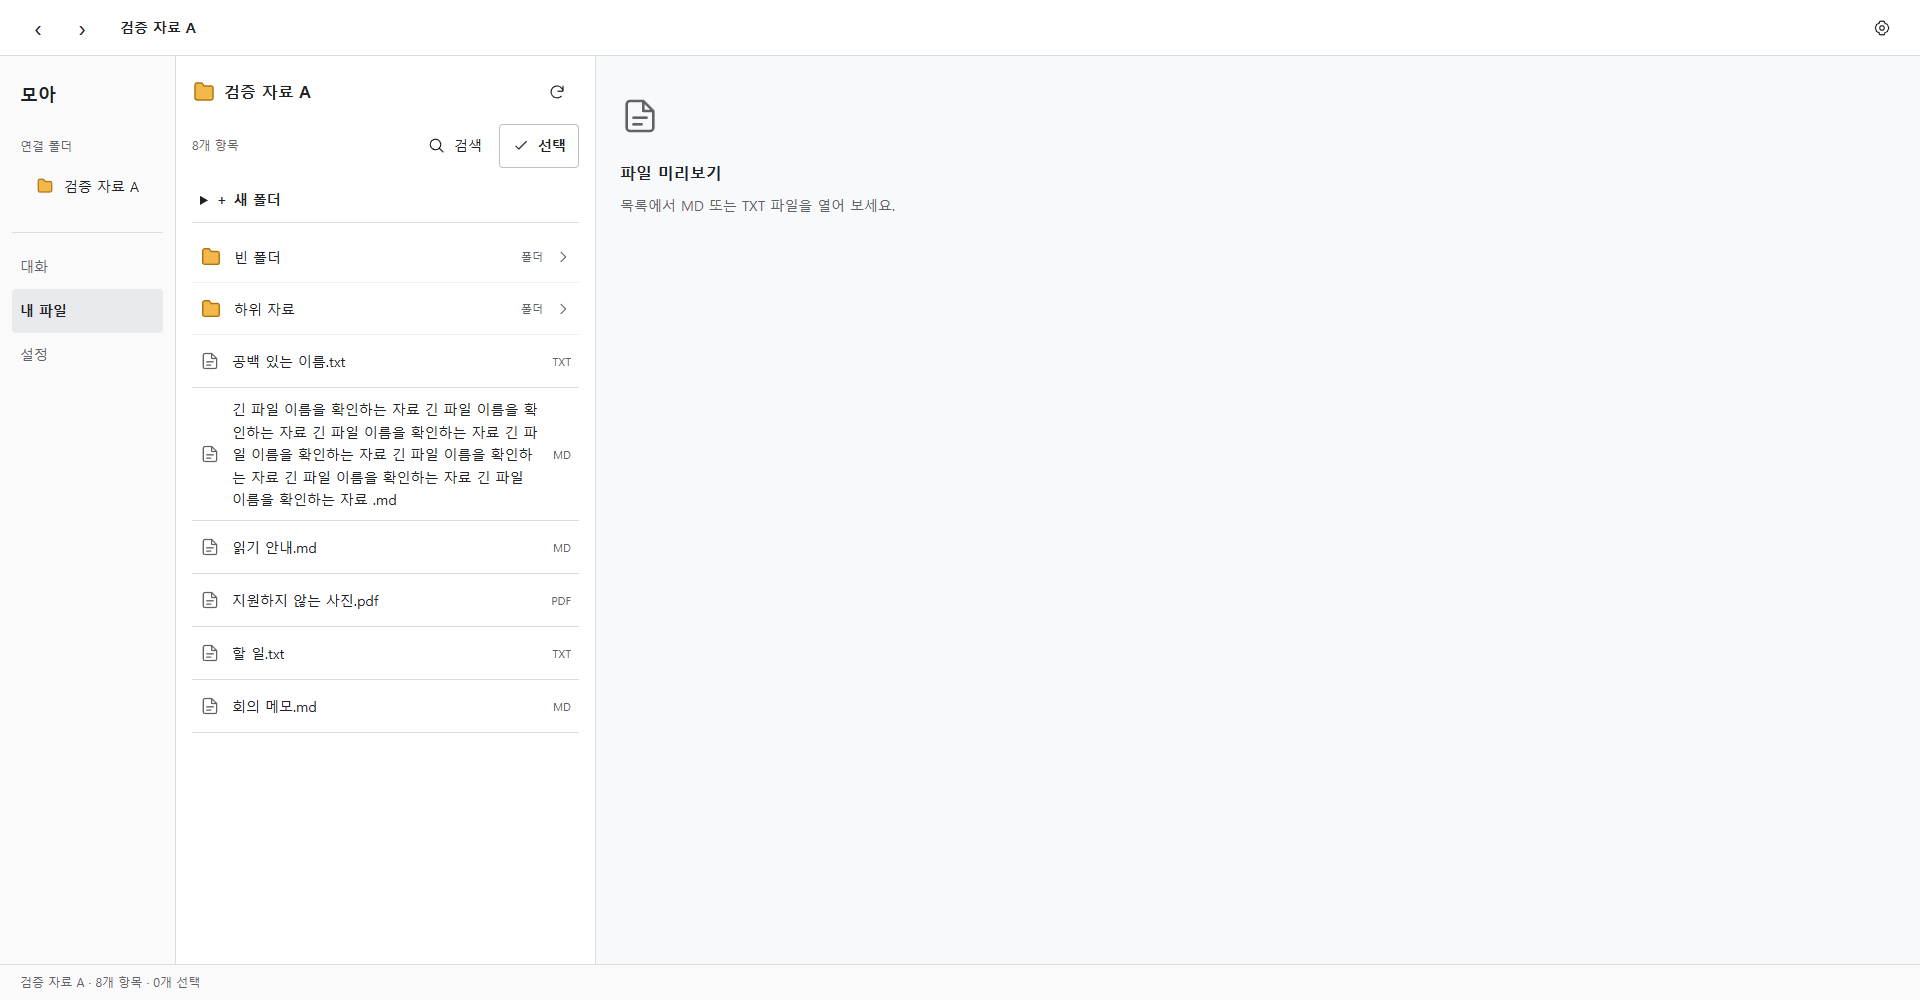 검증 자료 A
모아
연결 폴더
검증 자료 A
대화
내 파일
설정
검증 자료 A
8개 항목
검색
선택
+ 새 폴더
빈 폴더 폴더
하위 자료 폴더
공백 있는 이름.txt TXT
긴 파일 이름을 확인하는 자료 긴 파일 이름을 확
인하는 자료 긴 파일 이름을 확인하는 자료 긴 파
일 이름을 확인하는 자료 긴 파일 이름을 확인하
는 자료 긴 파일 이름을 확인하는 자료 긴 파일
이름을 확인하는 자료 .md
MD
읽기 안내.md MD
지원하지 않는 사진.pdf PDF
할 일.txt TXT
회의 메모.md MD
파일 미리보기
목록에서 MD 또는 TXT 파일을 열어 보세요.
검증 자료 A · 8개 항목 · 0개 선택